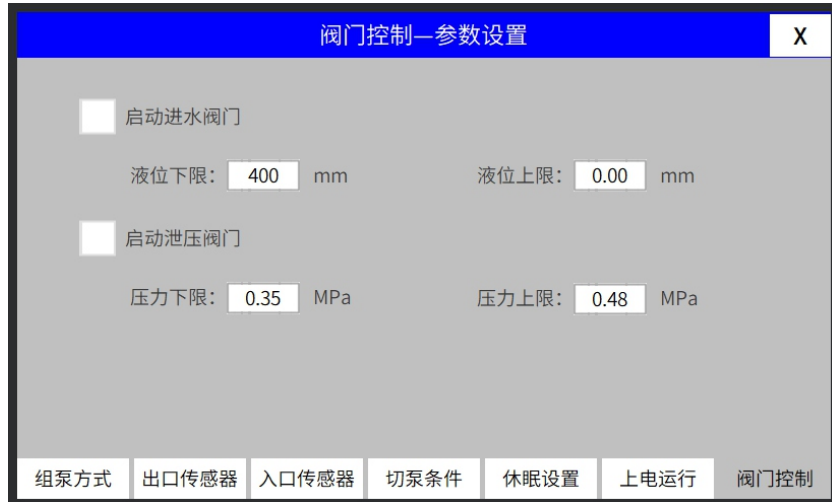 阀门控制—参数设置 X
启动进水阀门
液位下限： 400 mm 液位上限： 0.00 mm
启动泄压阀门
压力下限： 0.35 MPa 压力上限： 0.48 MPa
组泵方式 出口传感器 入口传感器 切泵条件 休眠设置 上电运行 阀门控制